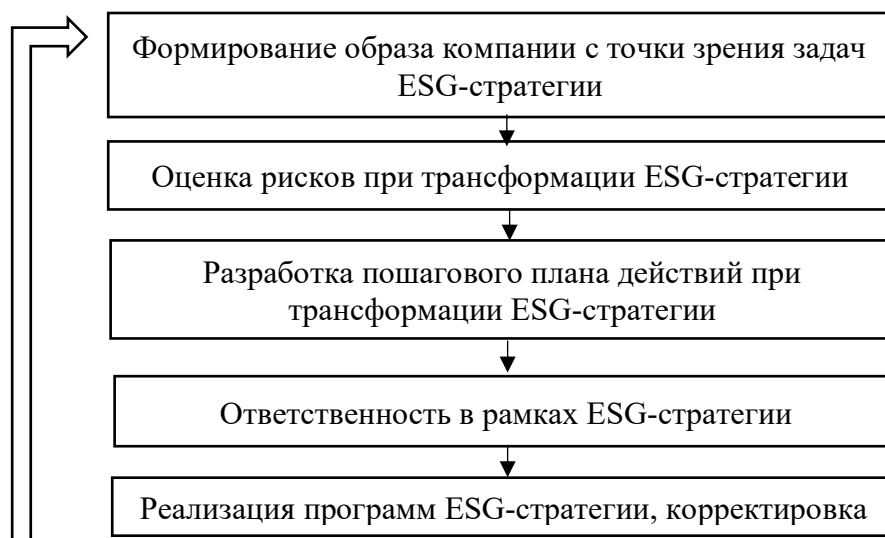 Формирование образа компании с точки зрения задач
ESG-стратегии
Оценка рисков при трансформации ESG-стратегии
Разработка пошагового плана действий при
трансформации ESG-стратегии
Ответственность в рамках ESG-стратегии
Реализация программ ESG-стратегии, корректировка